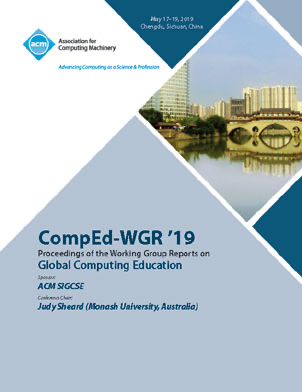 acm
Association for
Computing Machinery
Advancing Computing as a Science & Profession
May 17–19, 2019
Chengdu, Sichuan, China
CompEd-WGR ’19
Proceedings of the Working Group Reports on
Global Computing Education
Sponsor:
ACM SIGCSE
Conference Chair:
Judy Sheard (Monash University, Australia)